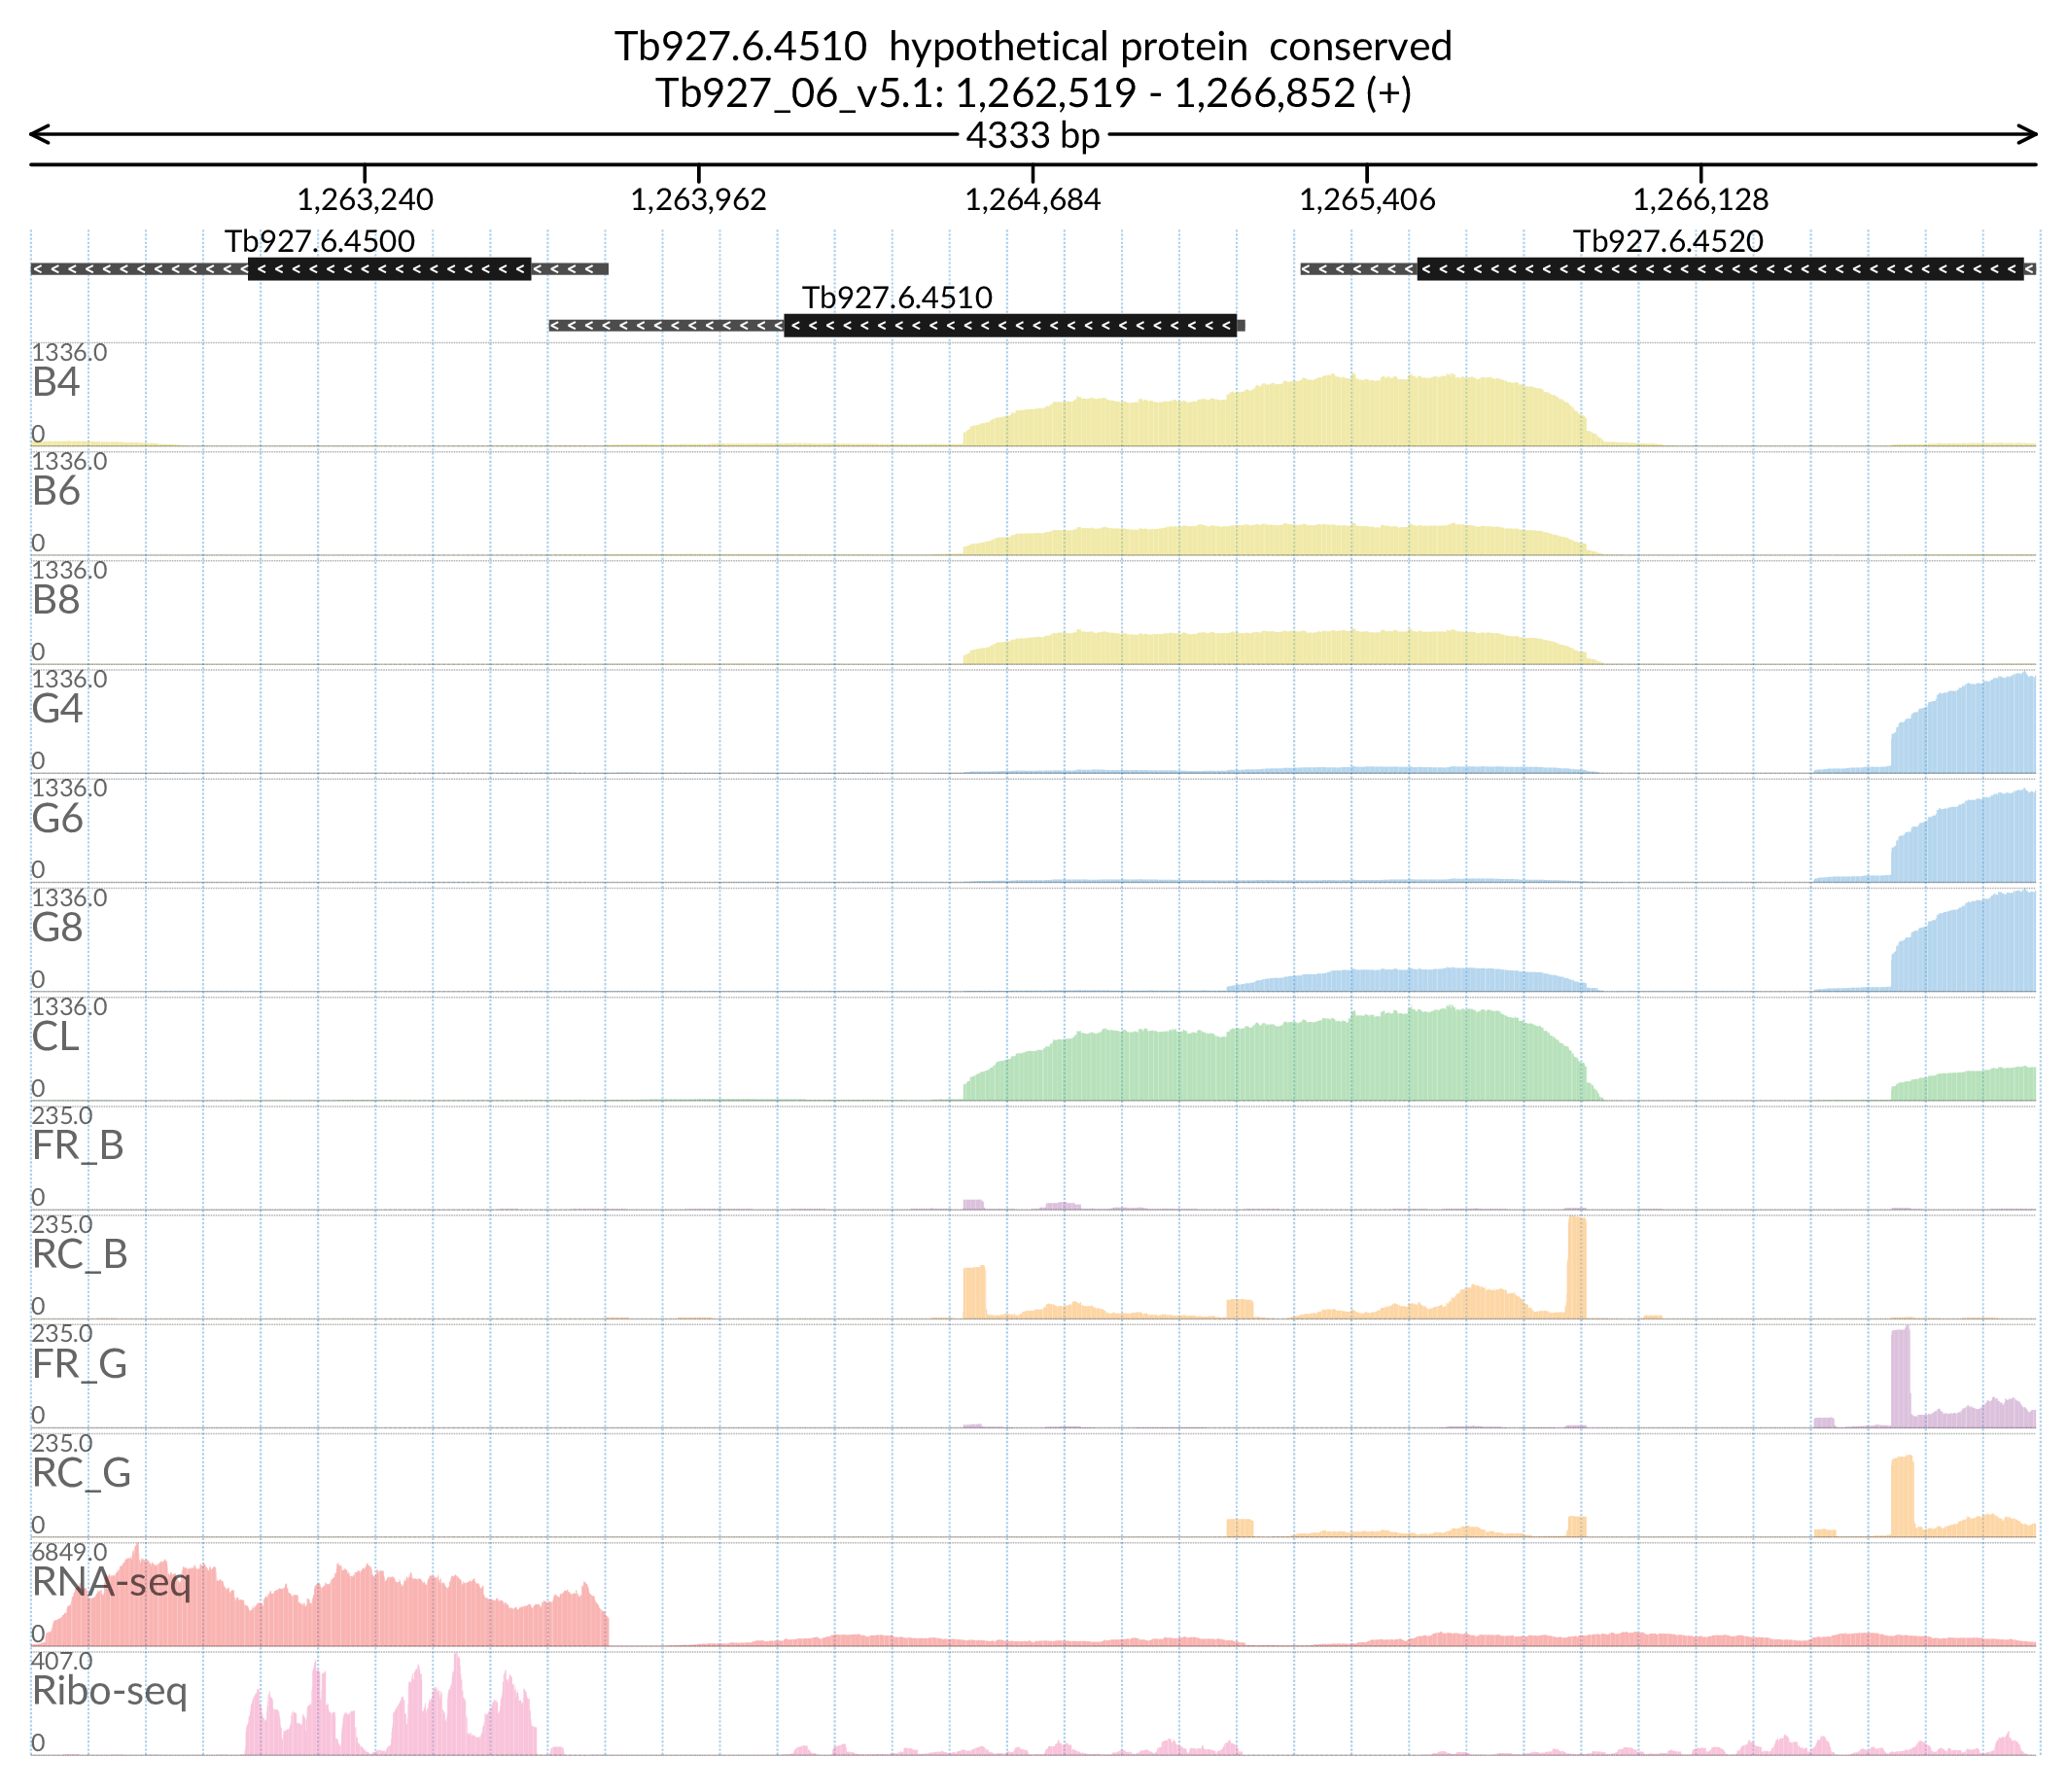 Tb927.6.4510  hypothetical protein  conserved
Tb927_06_v5.1: 1,262,519 - 1,266,852 (+)
4333 bp
1,263,240 1,263,962 1,264,684 1,265,406 1,266,128
Tb927.6.4500 Tb927.6.4520
Tb927.6.4510
1336.0
B4
0
1336.0
B6
0
1336.0
B8
0
1336.0
G4
0
1336.0
G6
0
1336.0
G8
0
1336.0
CL
0
235.0
FR_B
0
235.0
RC_B
0
235.0
FR_G
0
235.0
RC_G
0
6849.0
RNA-seq
0
407.0
Ribo-seq
0